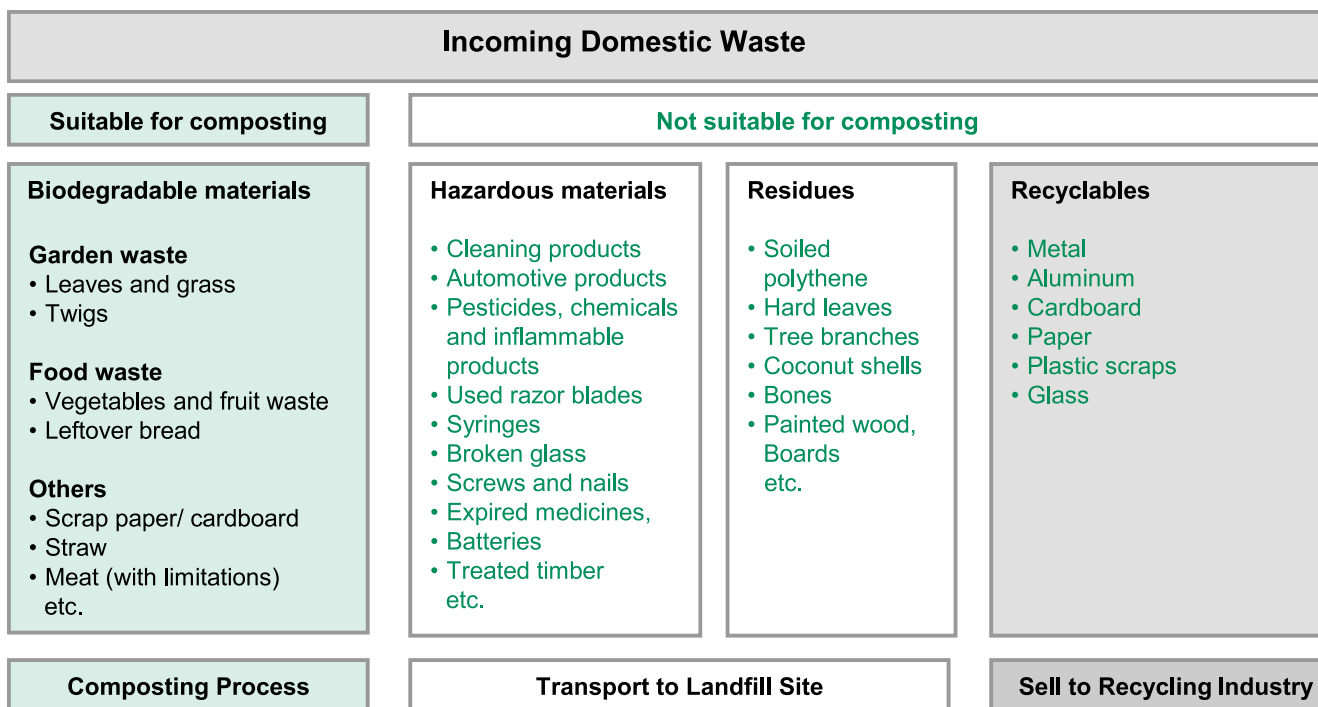 Incoming Domestic Waste
Suitable for composting
Not suitable for composting
Biodegradable materials
Garden waste
• Leaves and grass
• Twigs
Food waste
• Vegetables and fruit waste
• Leftover bread
Others
• Scrap paper/ cardboard
• Straw
• Meat (with limitations)
etc.
Hazardous materials
• Cleaning products
• Automotive products
• Pesticides, chemicals
and inflammable
products
• Used razor blades
• Syringes
• Broken glass
• Screws and nails
• Expired medicines,
• Batteries
• Treated timber
etc.
Residues
• Soiled
polythene
• Hard leaves
• Tree branches
• Coconut shells
• Bones
• Painted wood,
Boards
etc.
Recyclables
• Metal
• Aluminum
• Cardboard
• Paper
• Plastic scraps
• Glass
Composting Process
Transport to Landfill Site
Sell to Recycling Industry